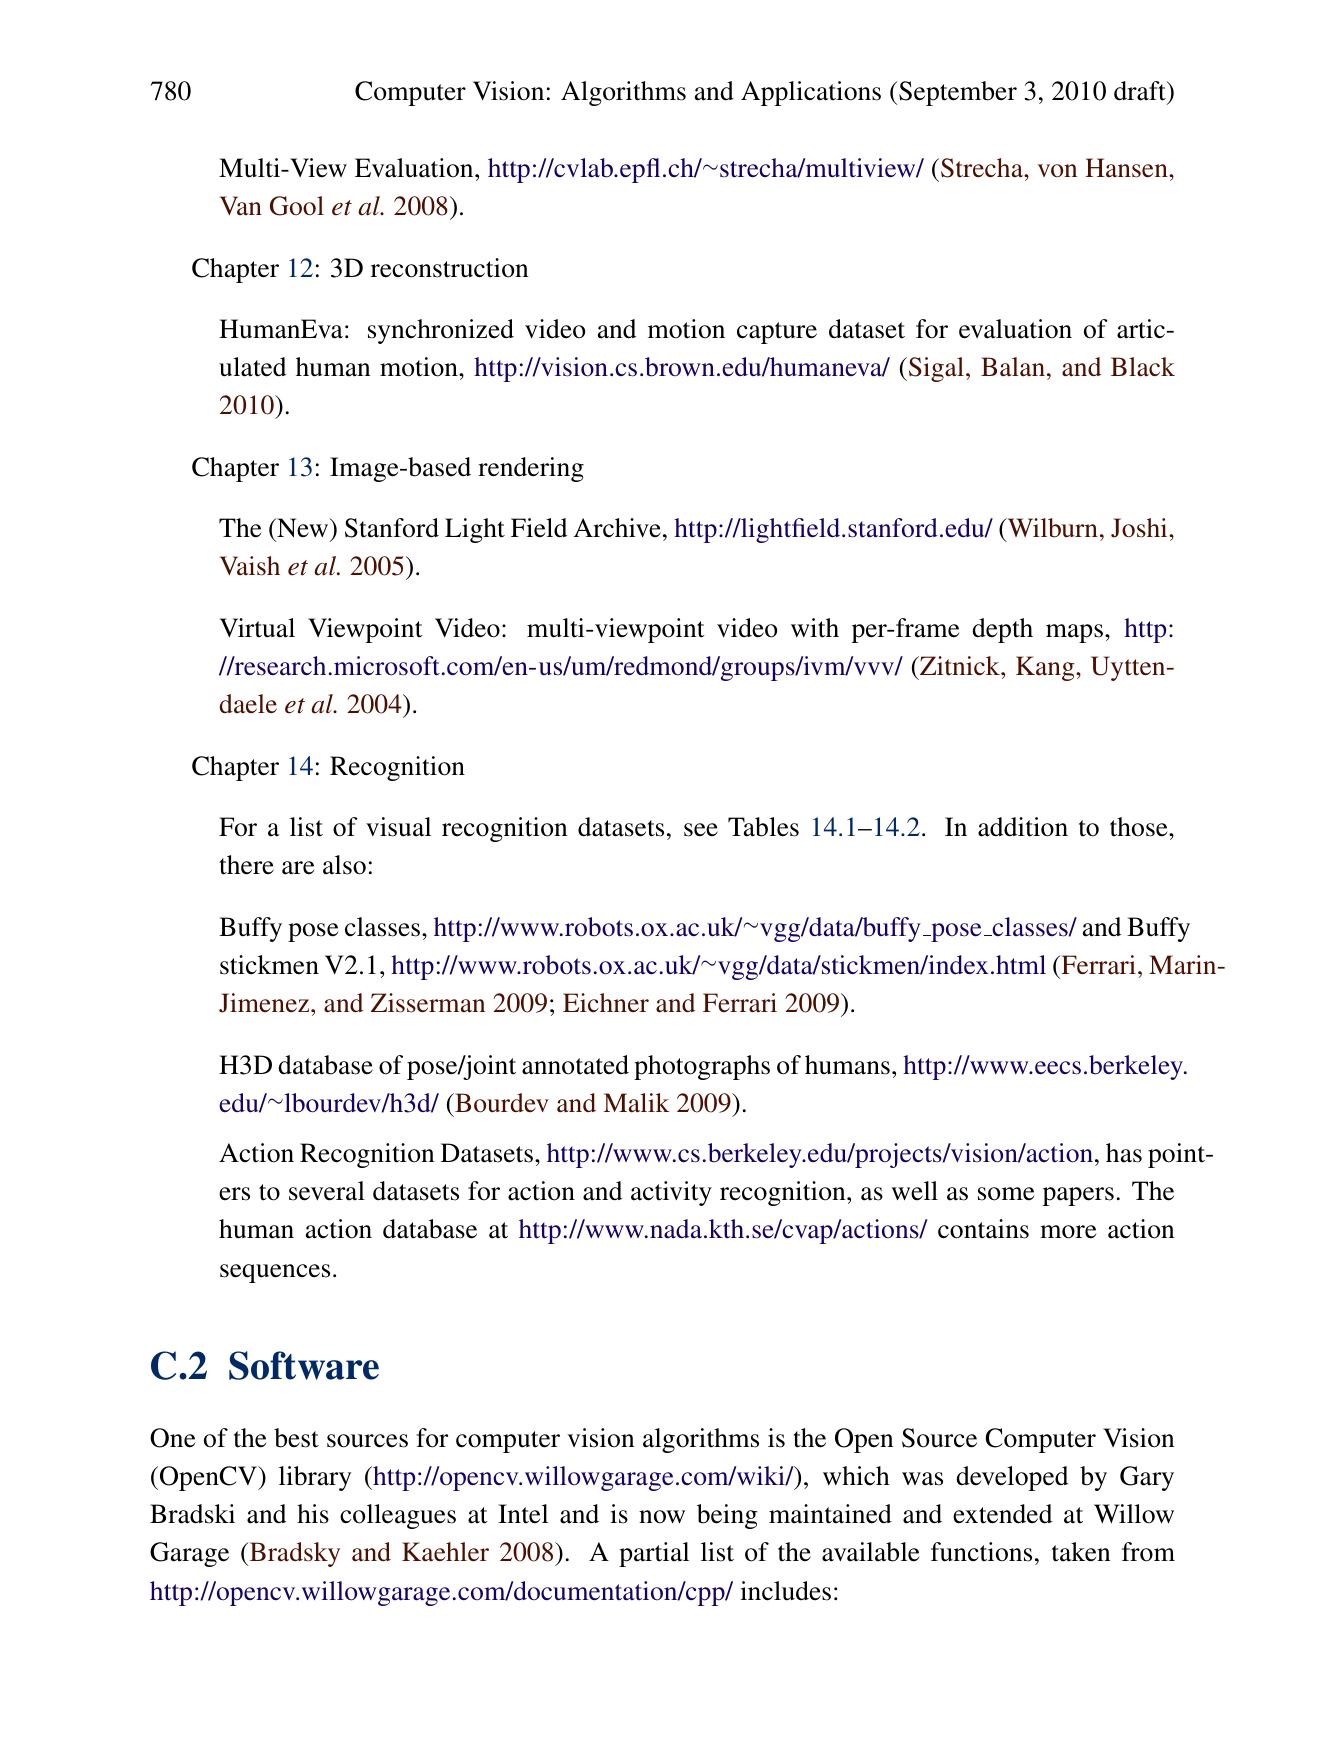 780 Computer Vision: Algorithms and Applications (September 3, 2010 draft)
Multi-View Evaluation, http://cvlab.epfl.ch/~strecha/multiview/ (Strecha, von Hansen,
Van Gool et al. 2008).
Chapter 12: 3D reconstruction
HumanEva: synchronized video and motion capture dataset for evaluation of artic-
ulated human motion, http://vision.cs.brown.edu/humaneva/ (Sigal, Balan, and Black
2010).
Chapter 13: Image-based rendering
The (New) Stanford Light Field Archive, http://lightfield.stanford.edu/ (Wilburn, Joshi,
Vaish et al. 2005).
Virtual Viewpoint Video: multi-viewpoint video with per-frame depth maps, http:
//research.microsoft.com/en-us/um/redmond/groups/ivm/vvv/ (Zitnick, Kang, Uytten-
daele et al. 2004).
Chapter 14: Recognition
For a list of visual recognition datasets, see Tables 14.1–14.2. In addition to those,
there are also:
Buffy pose classes, http://www.robots.ox.ac.uk/~vgg/data/buffy_pose_classes/ and Buffy
stickmen V2.1, http://www.robots.ox.ac.uk/~vgg/data/stickmen/index.html (Ferrari, Marin-
Jimenez, and Zisserman 2009; Eichner and Ferrari 2009).
H3D database of pose/joint annotated photographs of humans, http://www.eecs.berkeley.
edu/~lbourdev/h3d/ (Bourdev and Malik 2009).
Action Recognition Datasets, http://www.cs.berkeley.edu/projects/vision/action, has point-
ers to several datasets for action and activity recognition, as well as some papers. The
human action database at http://www.nada.kth.se/cvap/actions/ contains more action
sequences.
C.2 Software
One of the best sources for computer vision algorithms is the Open Source Computer Vision
(OpenCV) library (http://opencv.willowgarage.com/wiki/), which was developed by Gary
Bradski and his colleagues at Intel and is now being maintained and extended at Willow
Garage (Bradsky and Kaehler 2008). A partial list of the available functions, taken from
http://opencv.willowgarage.com/documentation/cpp/ includes: